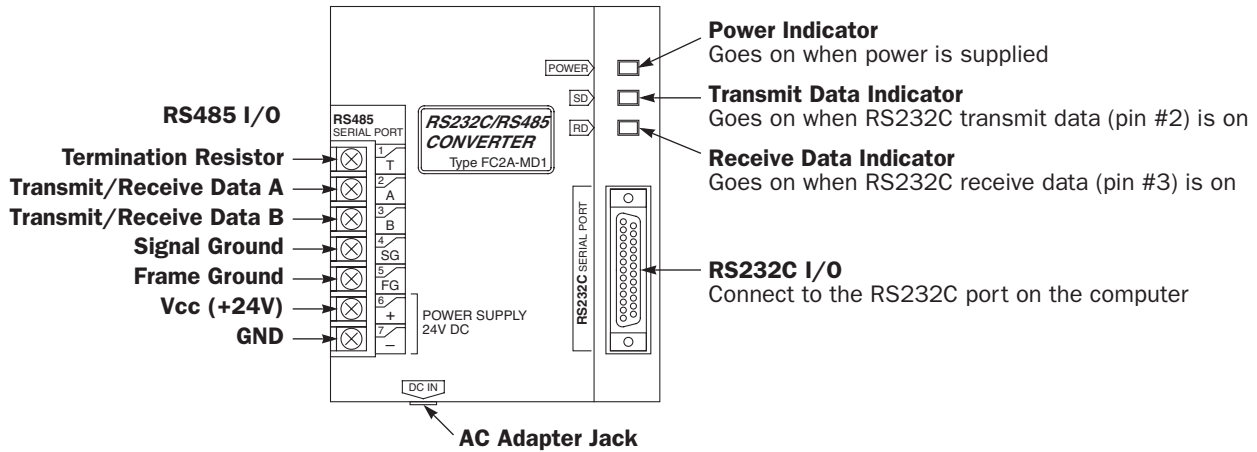 Power Indicator
Goes on when power is supplied
POWER
SD
Transmit Data Indicator
Goes on when RS232C transmit data (pin #2) is on
RD
Receive Data Indicator
Goes on when RS232C receive data (pin #3) is on
RS485 I/O
RS485
SERIAL PORT
RS232C/RS485
CONVERTER
Type FC2A-MD1
Termination Resistor
1
T
Transmit/Receive Data A
2
A
Transmit/Receive Data B
3
B
Signal Ground
4
SG
Frame Ground
5
FG
Vcc (+24V)
6
+
GND
7
–
POWER SUPPLY
24V DC
RS232C SERIAL PORT
RS232C I/O
Connect to the RS232C port on the computer
DC IN
AC Adapter Jack